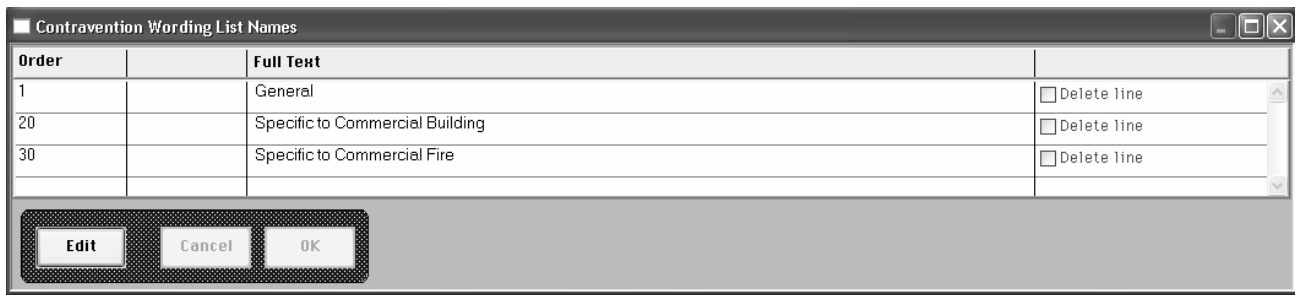 Contravention Wording List Names
Order Full Text
1 General Delete line
20 Specific to Commercial Building Delete line
30 Specific to Commercial Fire Delete line
Edit Cancel OK